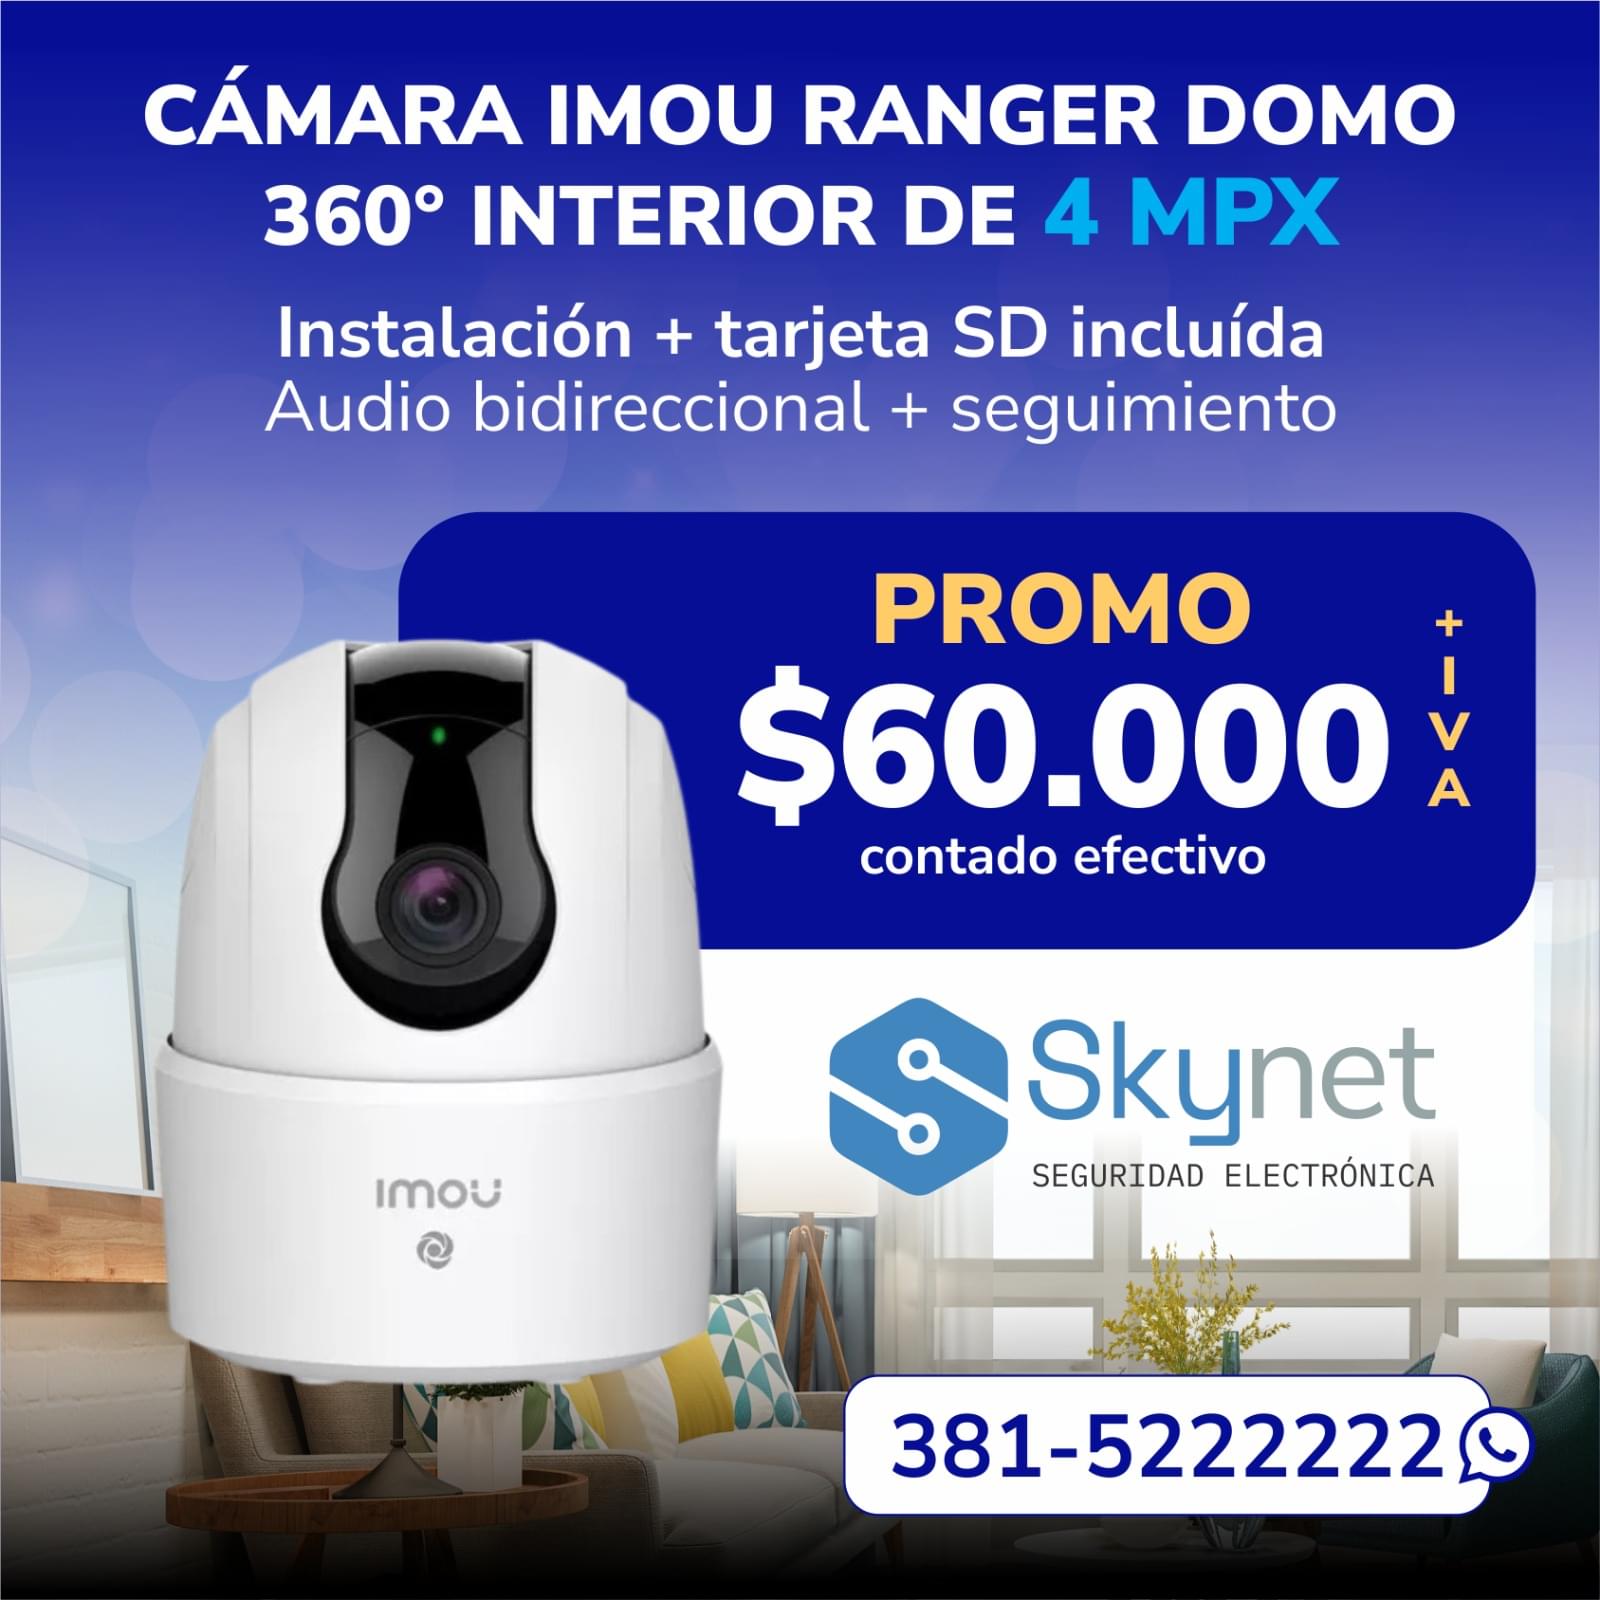 CÁMARA IMOU RANGER DOMO
360° INTERIOR DE 4 MPX
Instalación + tarjeta SD incluída
Audio bidireccional + seguimiento
PROMO
$60.000
+IVA
contado efectivo
Skynet
SEGURIDAD ELECTRÓNICA
imou
381-5222222